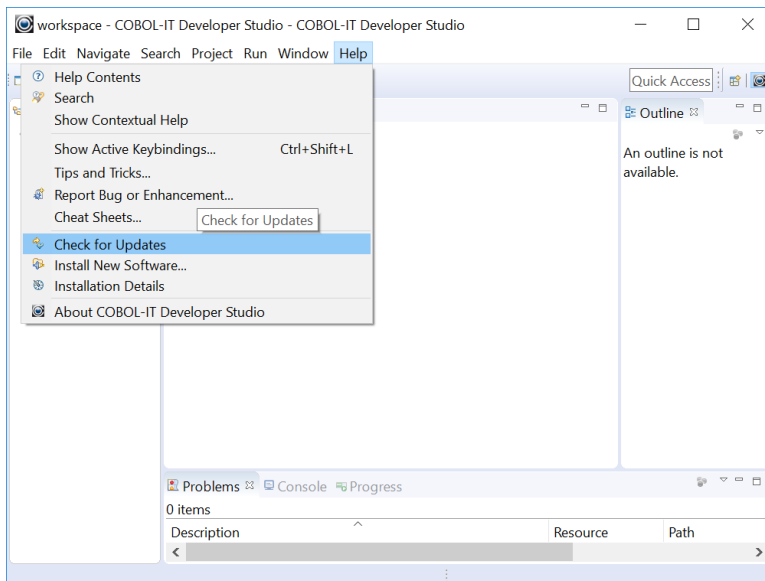 workspace - COBOL-IT Developer Studio - COBOL-IT Developer Studio
File Edit Navigate Search Project Run Window Help
Quick Access
Help Contents
Search
Show Contextual Help
Show Active Keybindings... Ctrl+Shift+L
Tips and Tricks...
Report Bug or Enhancement...
Cheat Sheets...
Check for Updates
Check for Updates
Install New Software...
Installation Details
About COBOL-IT Developer Studio
Outline
An outline is not
available.
Problems Console Progress
0 items
Description Resource Path